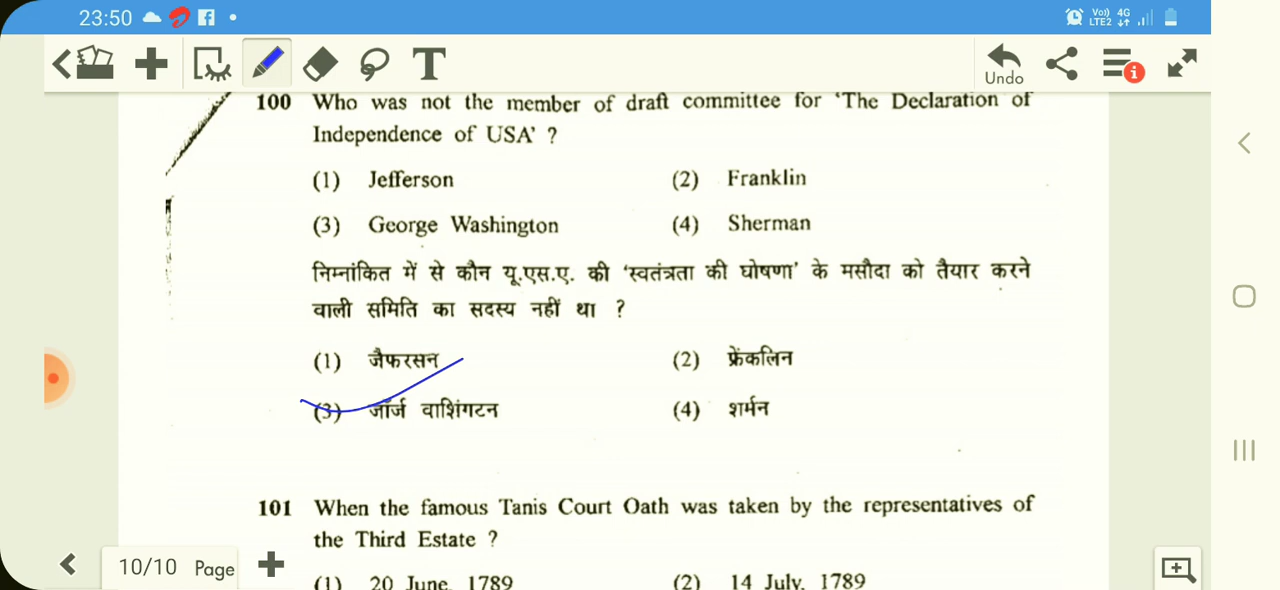 23:50
Vo)) 4G
LTE2
Undo
100 Who was not the member of draft committee for 'The Declaration of
Independence of USA' ?
(1) Jefferson (2) Franklin
(3) George Washington (4) Sherman
निम्नांकित में से कौन यू.एस.ए. की 'स्वतंत्रता की घोषणा' के मसौदा को तैयार करने
वाली समिति का सदस्य नहीं था ?
(1) जैफरसन (2) फ्रेंकलिन
(3) जॉर्ज वाशिंगटन (4) शर्मन
101 When the famous Tanis Court Oath was taken by the representatives of
the Third Estate ?
(1) 20 June, 1789 (2) 14 July, 1789
10/10 Page